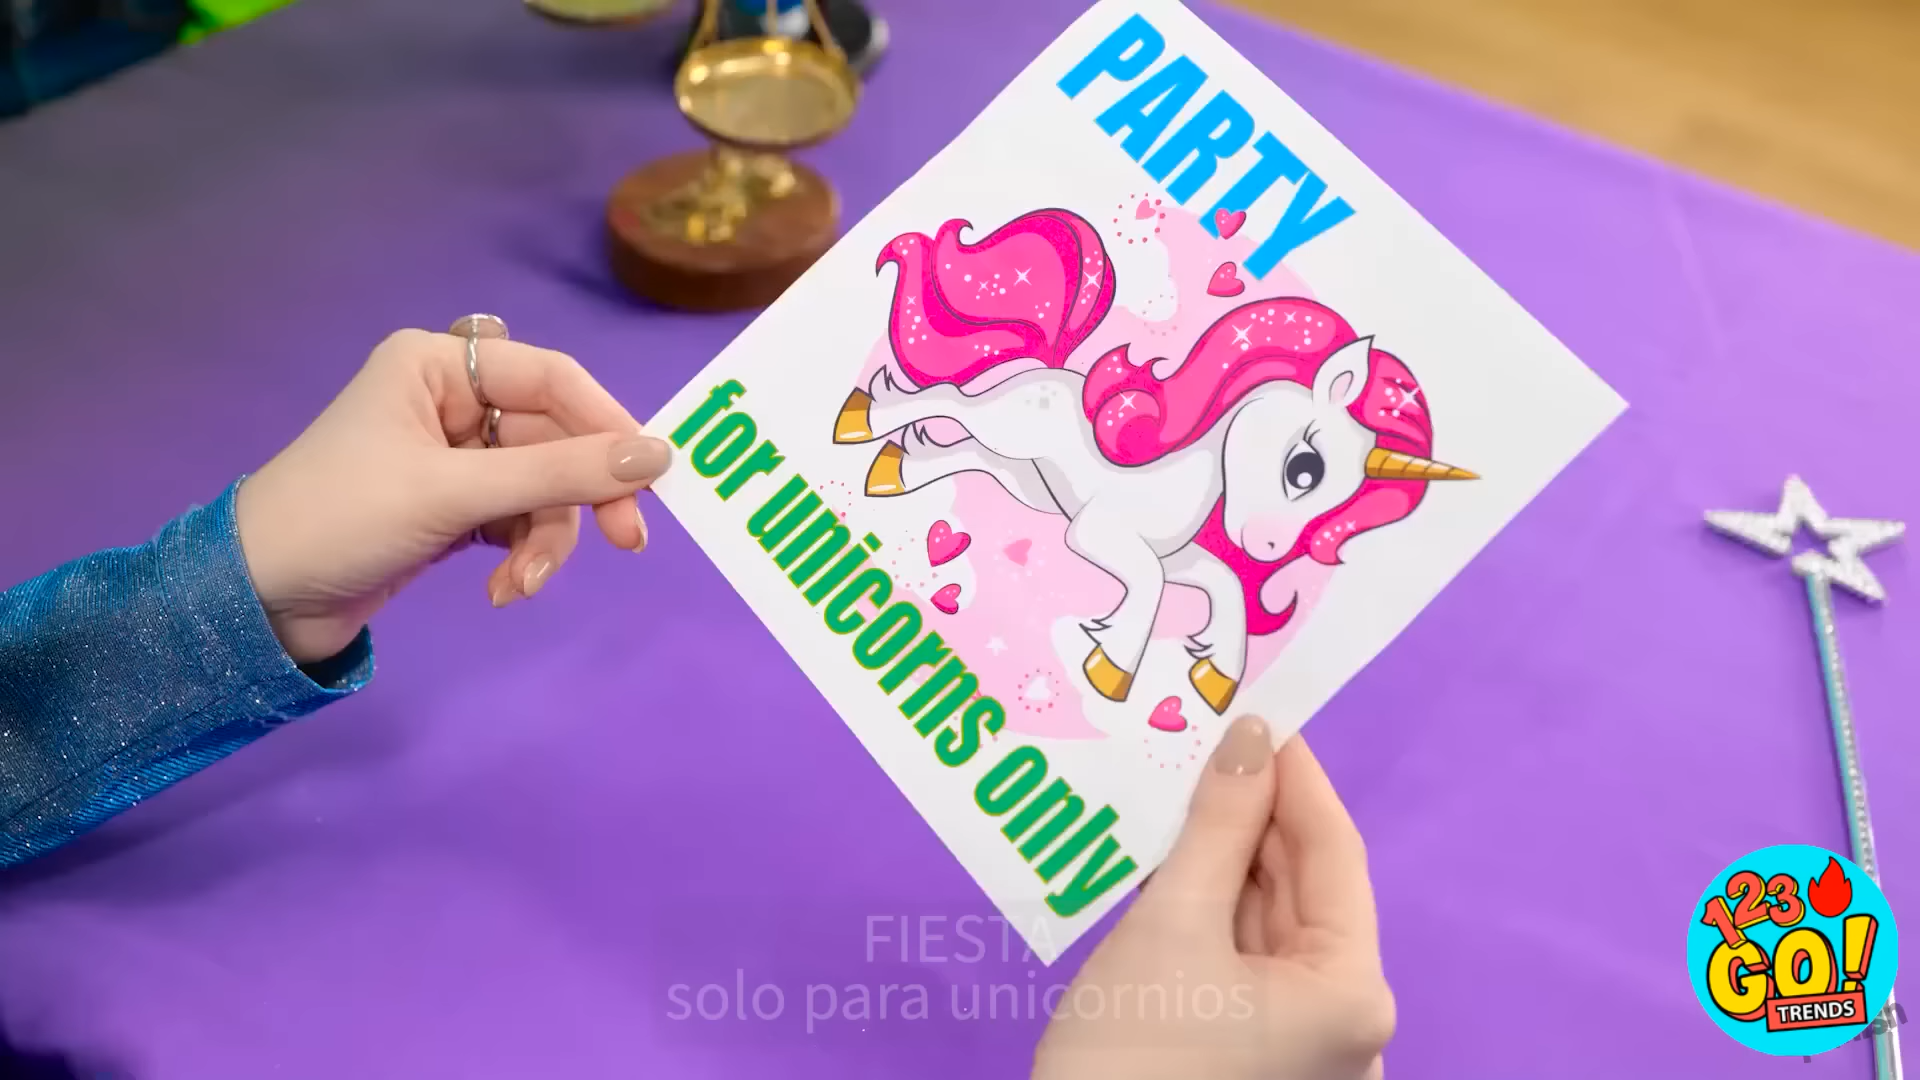 PARTY
for unicorns only
FIESTA
solo para unicornios
123
GO!
TRENDS